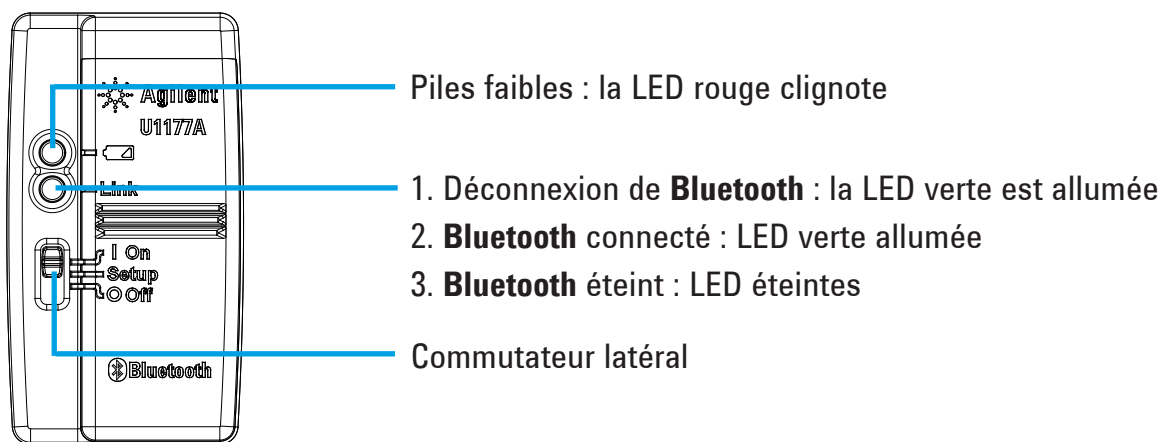 Agilent
U1177A
Link
I On
Setup
O Off
Bluetooth
Piles faibles : la LED rouge clignote
1. Déconnexion de Bluetooth : la LED verte est allumée
2. Bluetooth connecté : LED verte allumée
3. Bluetooth éteint : LED éteintes
Commutateur latéral